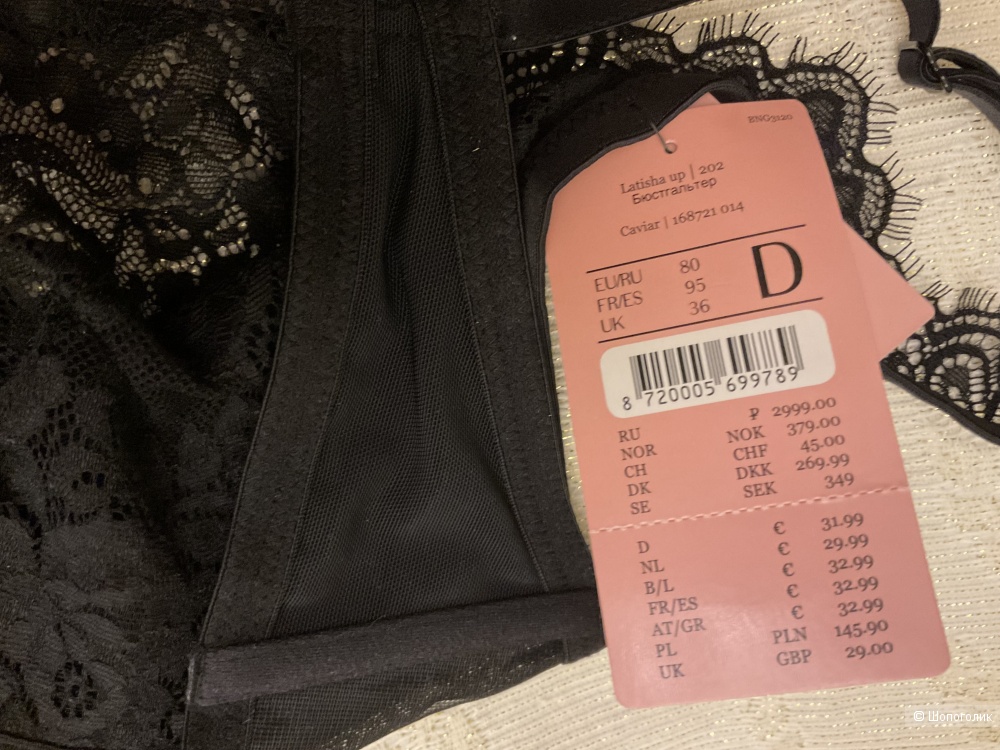 BNG3120
Latisha up | 202
Бюстгальтер
Caviar | 168721 014
EU/RU 80
FR/ES 95
UK 36
D
8 720005 699789
RU ₽ 2999.00
NOR NOK 379.00
CH CHF 45.00
DK DKK 269.99
SE SEK 349
D € 31.99
NL € 29.99
B/L € 32.99
FR/ES € 32.99
AT/GR € 32.99
PL PLN 145.90
UK GBP 29.00
© Шопоголик